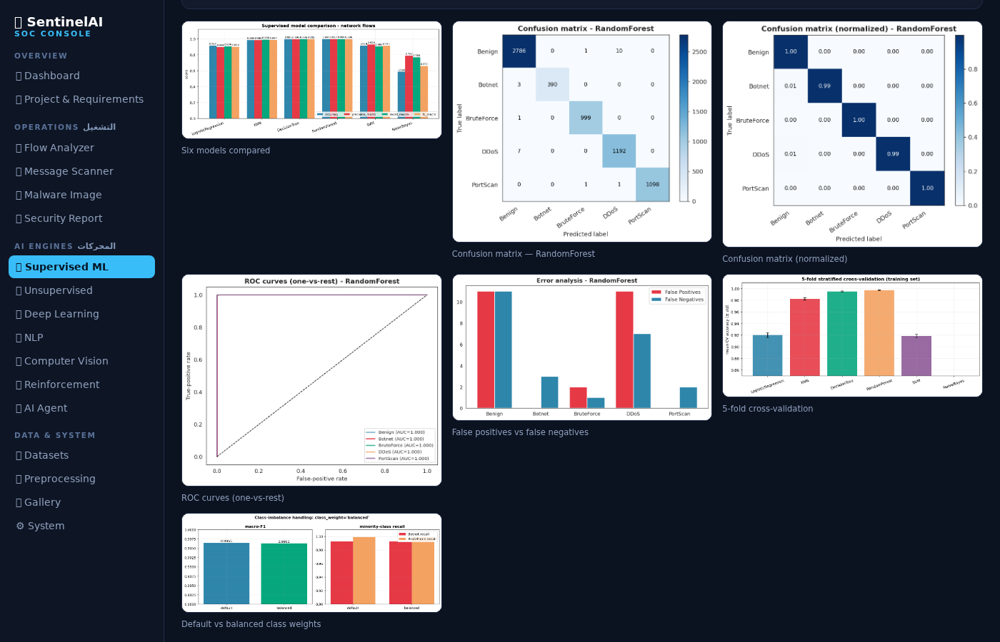 SentinelAI
SOC CONSOLE
OVERVIEW
Dashboard
Project & Requirements
OPERATIONS التشغيل
Flow Analyzer
Message Scanner
Malware Image
Security Report
AI ENGINES المحركات
Supervised ML
Unsupervised
Deep Learning
NLP
Computer Vision
Reinforcement
AI Agent
DATA & SYSTEM
Datasets
Preprocessing
Gallery
⚙ System
Supervised model comparison - network flows
score
1.0
0.8
0.6
0.4
0.2
0.0
LogisticRegression
KNN
DecisionTree
RandomForest
SVM
NaiveBayes
accuracy
precision_macro
recall_macro
f1_macro
Six models compared
Confusion matrix - RandomForest
True label
Benign 2786 0 1 10 0
Botnet 3 390 0 0 0
BruteForce 1 0 999 0 0
DDoS 7 0 0 1192 0
PortScan 0 0 1 1 1098
Benign Botnet BruteForce DDoS PortScan
Predicted label
2500
2000
1500
1000
500
0
Confusion matrix — RandomForest
Confusion matrix (normalized) - RandomForest
True label
Benign 1.00 0.00 0.00 0.00 0.00
Botnet 0.01 0.99 0.00 0.00 0.00
BruteForce 0.00 0.00 1.00 0.00 0.00
DDoS 0.01 0.00 0.00 0.99 0.00
PortScan 0.00 0.00 0.00 0.00 1.00
Benign Botnet BruteForce DDoS PortScan
Predicted label
0.8
0.6
0.4
0.2
0.0
Confusion matrix (normalized)
ROC curves (one-vs-rest) - RandomForest
True-positive rate
1.0
0.8
0.6
0.4
0.2
0.0
0.0 0.2 0.4 0.6 0.8 1.0
False-positive rate
Benign (AUC=1.000)
Botnet (AUC=1.000)
BruteForce (AUC=1.000)
DDoS (AUC=1.000)
PortScan (AUC=1.000)
ROC curves (one-vs-rest)
Error analysis - RandomForest
False Positives
False Negatives
10
8
6
4
2
0
Benign Botnet BruteForce DDoS PortScan
False positives vs false negatives
5-fold stratified cross-validation (training set)
mean CV accuracy (± std)
1.00
0.98
0.96
0.94
0.92
0.90
0.88
0.86
LogisticRegression
KNN
DecisionTree
RandomForest
SVM
NaiveBayes
5-fold cross-validation
Class-imbalance handling: class_weight='balanced'
macro-F1
1.0000
0.9975
0.9950
0.9925
0.9900
0.9875
0.9850
0.9825
0.9800
default balanced
minority-class recall
Botnet recall
BruteForce recall
1.00
0.98
0.96
0.94
0.92
0.90
default balanced
Default vs balanced class weights